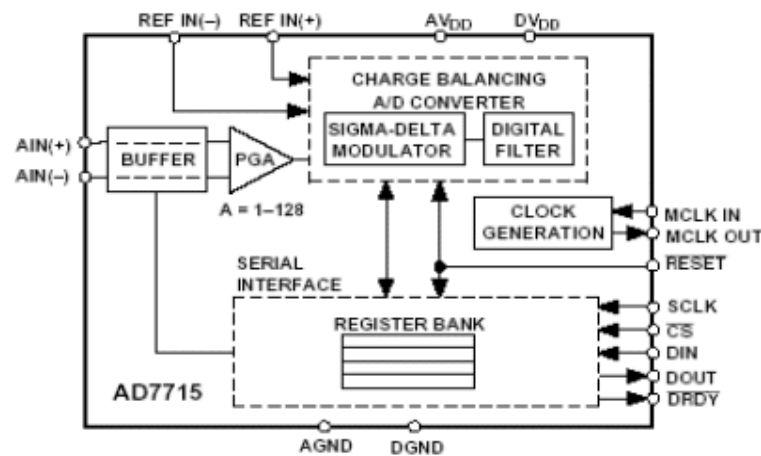 REF IN(–) REF IN(+) AVDD DVDD
CHARGE BALANCING
A/D CONVERTER
SIGMA-DELTA
MODULATOR
DIGITAL
FILTER
AIN(+)
AIN(–)
BUFFER
PGA
A = 1–128
CLOCK
GENERATION
MCLK IN
MCLK OUT
RESET
SERIAL
INTERFACE
REGISTER BANK
SCLK
CS
DIN
DOUT
DRDY
AD7715
AGND DGND